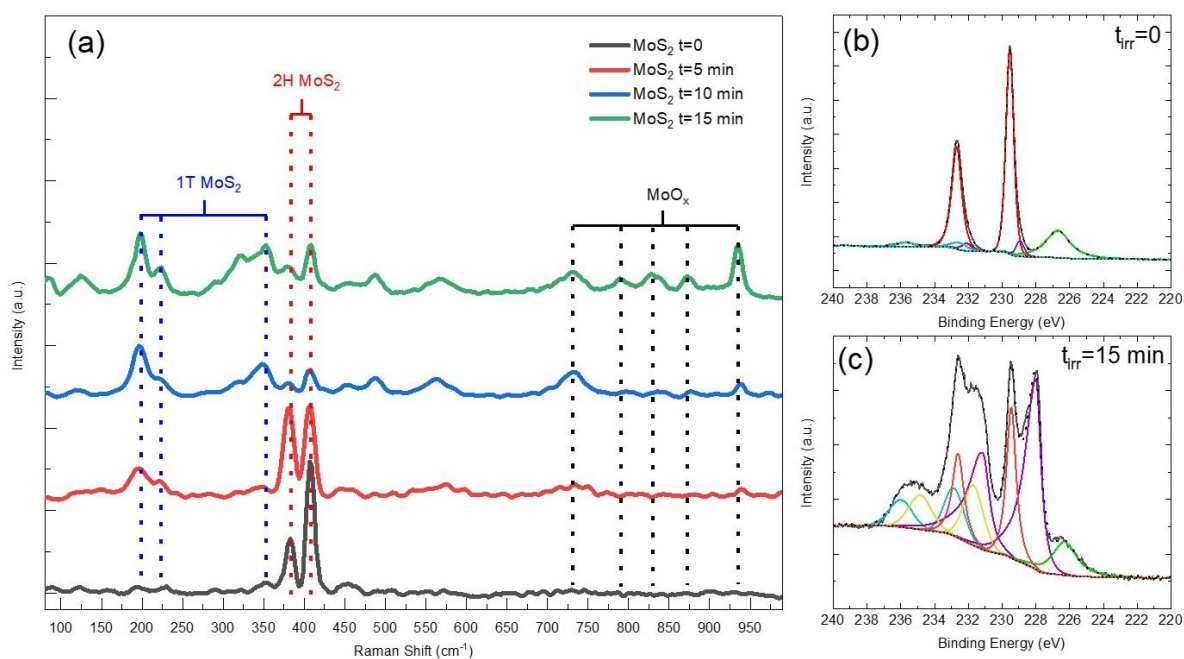 (a)
MoS₂ t=0
MoS₂ t=5 min
MoS₂ t=10 min
MoS₂ t=15 min
2H MoS₂
1T MoS₂
MoOₓ
Intensity (a.u.)
100 150 200 250 300 350 400 450 500 550 600 650 700 750 800 850 900 950
Raman Shift (cm⁻¹)
(b)
t_irr=0
Intensity (a.u.)
240 238 236 234 232 230 228 226 224 222 220
Binding Energy (eV)
(c)
t_irr=15 min
Intensity (a.u.)
240 238 236 234 232 230 228 226 224 222 220
Binding Energy (eV)